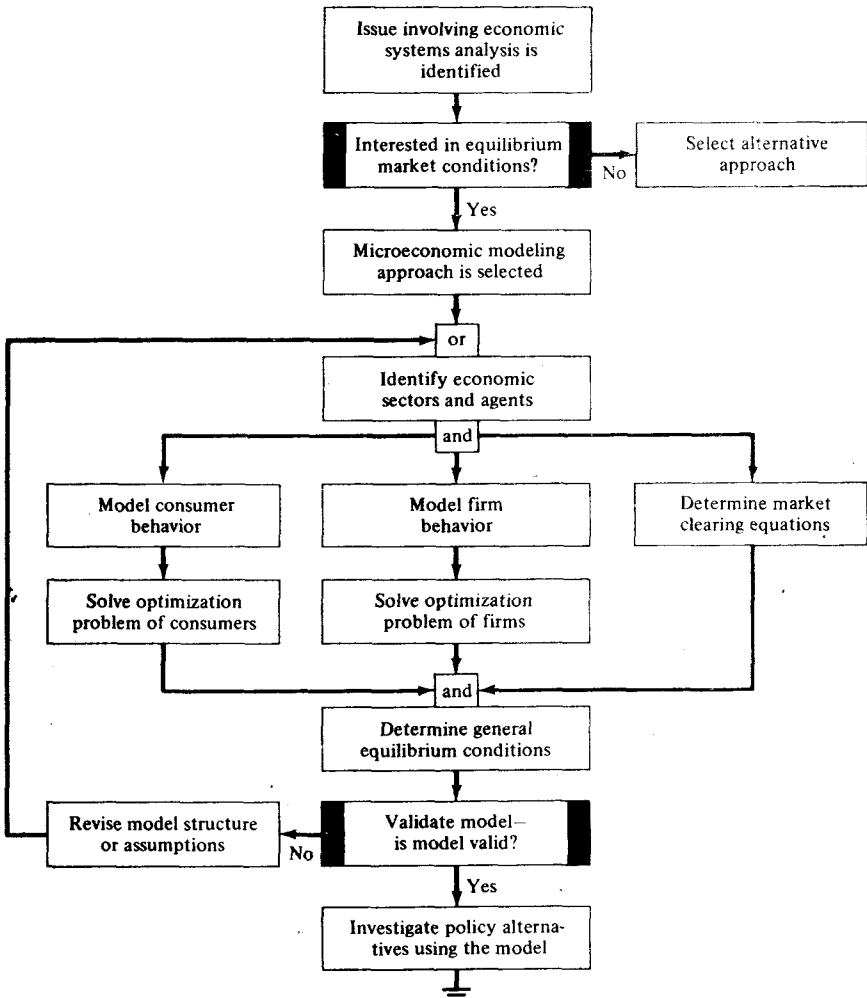 Issue involving economic
systems analysis is
identified
Interested in equilibrium
market conditions?
No
Select alternative
approach
Yes
Microeconomic modeling
approach is selected
or
Identify economic
sectors and agents
and
Model consumer
behavior
Model firm
behavior
Determine market
clearing equations
Solve optimization
problem of consumers
Solve optimization
problem of firms
and
Determine general
equilibrium conditions
Validate model—
is model valid?
No
Revise model structure
or assumptions
Yes
Investigate policy alterna-
tives using the model